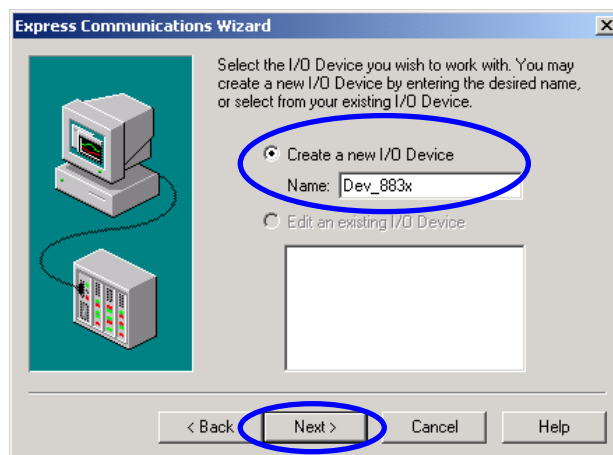 Express Communications Wizard
Select the I/O Device you wish to work with. You may
create a new I/O Device by entering the desired name,
or select from your existing I/O Device.
Create a new I/O Device
Name: Dev_883x
Edit an existing I/O Device
< Back Next > Cancel Help